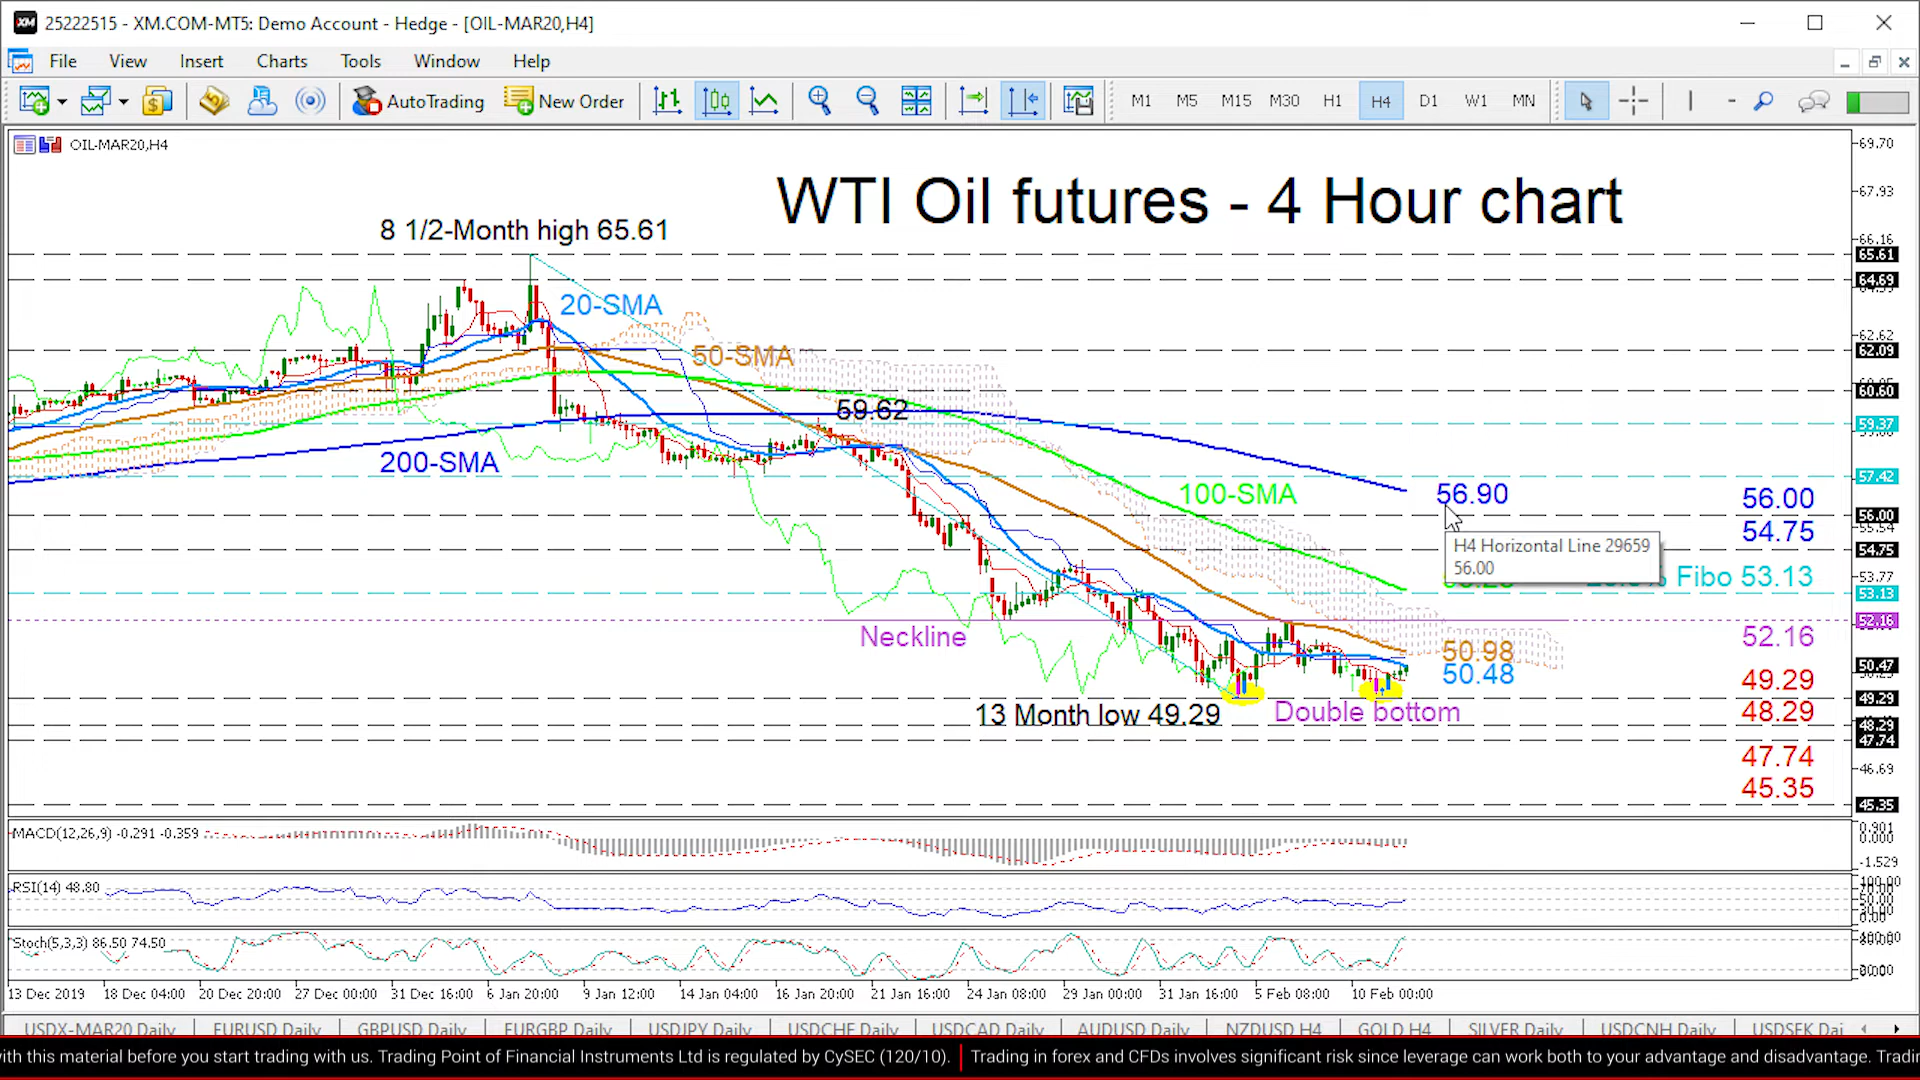 25222515 - XM.COM-MT5: Demo Account - Hedge - [OIL-MAR20,H4]
File View Insert Charts Tools Window Help
AutoTrading New Order M1 M5 M15 M30 H1 H4 D1 W1 MN
OIL-MAR20,H4
WTI Oil futures - 4 Hour chart
8 1/2-Month high 65.61
20-SMA
50-SMA
59.62
200-SMA
100-SMA
56.90
56.00
54.75
H4 Horizontal Line 29659
56.00
Fibo 53.13
Neckline
52.16
50.98
50.48
49.29
13 Month low 49.29
Double bottom
48.29
47.74
45.35
69.70
67.93
66.16
65.61
64.69
62.62
62.09
60.60
59.37
57.42
56.00
54.75
53.77
53.13
52.16
50.47
49.29
48.29
47.74
46.69
45.35
MACD(12,26,9) -0.291 -0.359
0.901
0.000
-1.529
RSI(14) 48.80
100.00
Stoch(5,3,3) 86.50 74.50
13 Dec 2019 18 Dec 04:00 20 Dec 20:00 27 Dec 00:00 31 Dec 16:00 6 Jan 20:00 9 Jan 12:00 14 Jan 04:00 16 Jan 20:00 21 Jan 16:00 24 Jan 08:00 29 Jan 00:00 31 Jan 16:00 5 Feb 08:00 10 Feb 00:00
USDX-MAR20 Daily EURUSD Daily GBPUSD Daily EURGBP Daily USDJPY Daily USDCHF Daily USDCAD Daily AUDUSD Daily NZDUSD H4 GOLD H4 SILVER Daily USDCNH Daily USDSEK Dai
with this material before you start trading with us. Trading Point of Financial Instruments Ltd is regulated by CySEC (120/10). Trading in forex and CFDs involves significant risk since leverage can work both to your advantage and disadvantage. Tradi